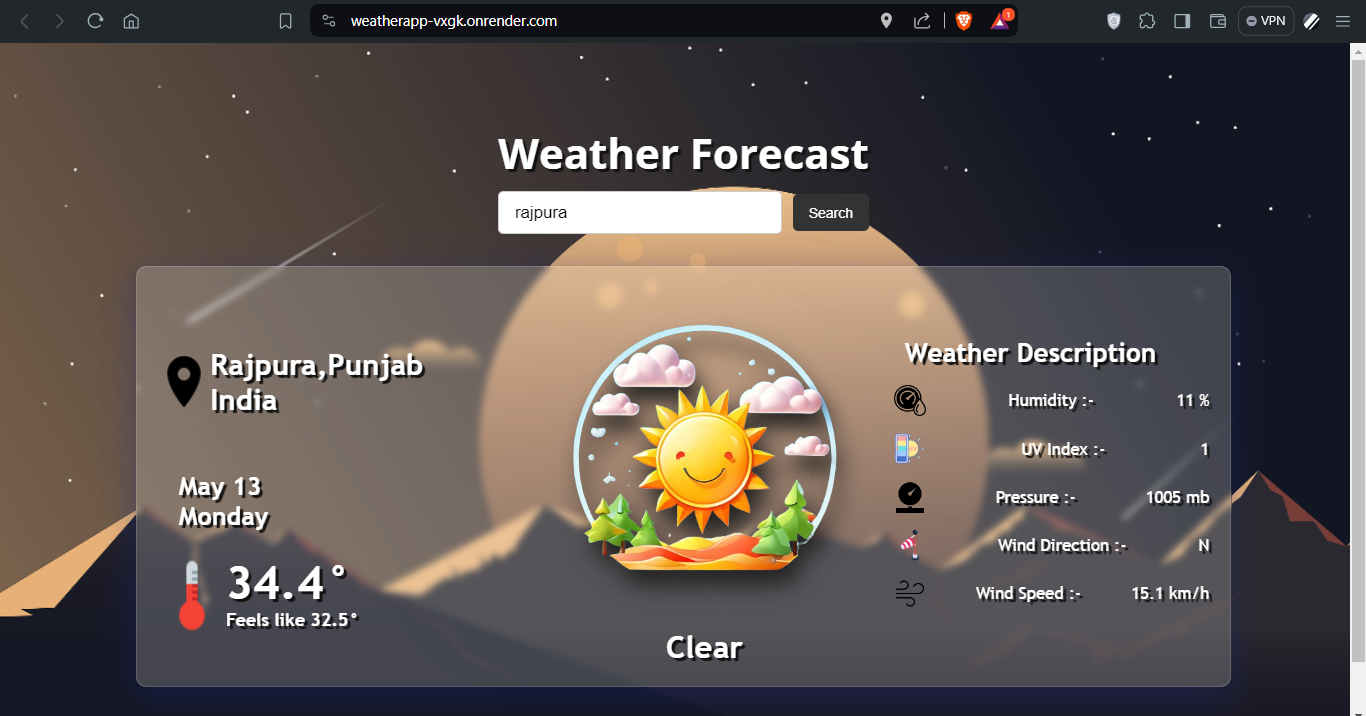 weatherapp-vxgk.onrender.com
1
VPN
Weather Forecast
rajpura
Search
Rajpura,Punjab
India
May 13
Monday
34.4°
Feels like 32.5°
Clear
Weather Description
Humidity :- 11 %
UV Index :- 1
Pressure :- 1005 mb
Wind Direction :- N
Wind Speed :- 15.1 km/h